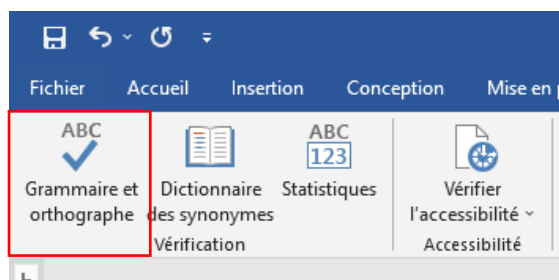 Fichier Accueil Insertion Conception Mise en
ABC
Grammaire et
orthographe
Dictionnaire
des synonymes
ABC
123
Statistiques
Vérification
Vérifier
l'accessibilité
Accessibilité